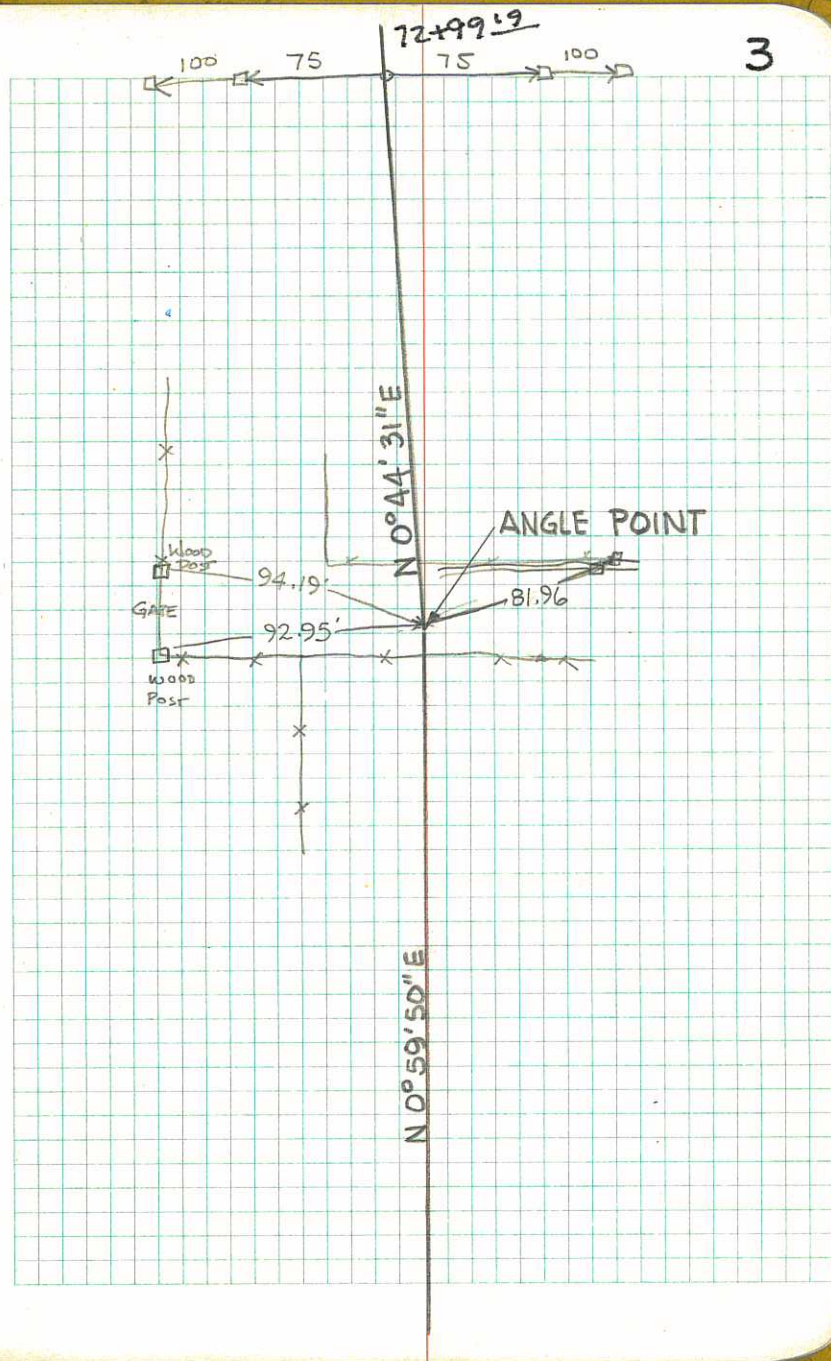 72+99.19
3
100 75 75 100
N 0°44'31"E
ANGLE POINT
WOOD
POST
94.19'
81.96
GATE
92.95'
WOOD
POST
N 0°59'50"E